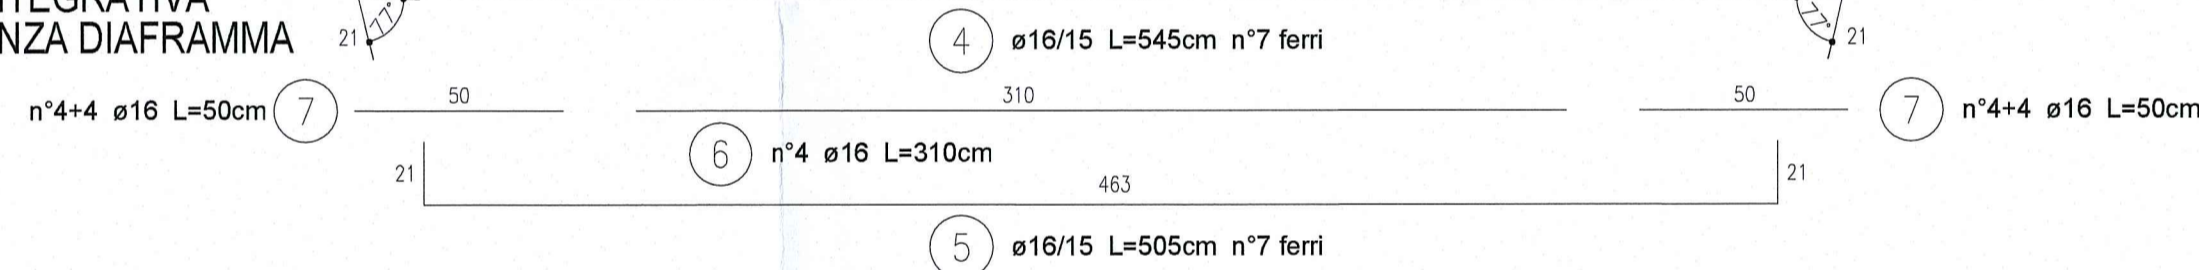 NZA DIAFRAMMA
21 77°
4 ø16/15 L=545cm n°7 ferri
77° 21
n°4+4 ø16 L=50cm 7
50
310
50
7 n°4+4 ø16 L=50cm
6 n°4 ø16 L=310cm
21
463
21
5 ø16/15 L=505cm n°7 ferri